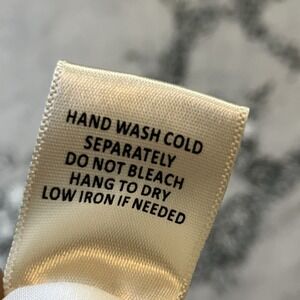 HAND WASH COLD
SEPARATELY
DO NOT BLEACH
HANG TO DRY
LOW IRON IF NEEDED